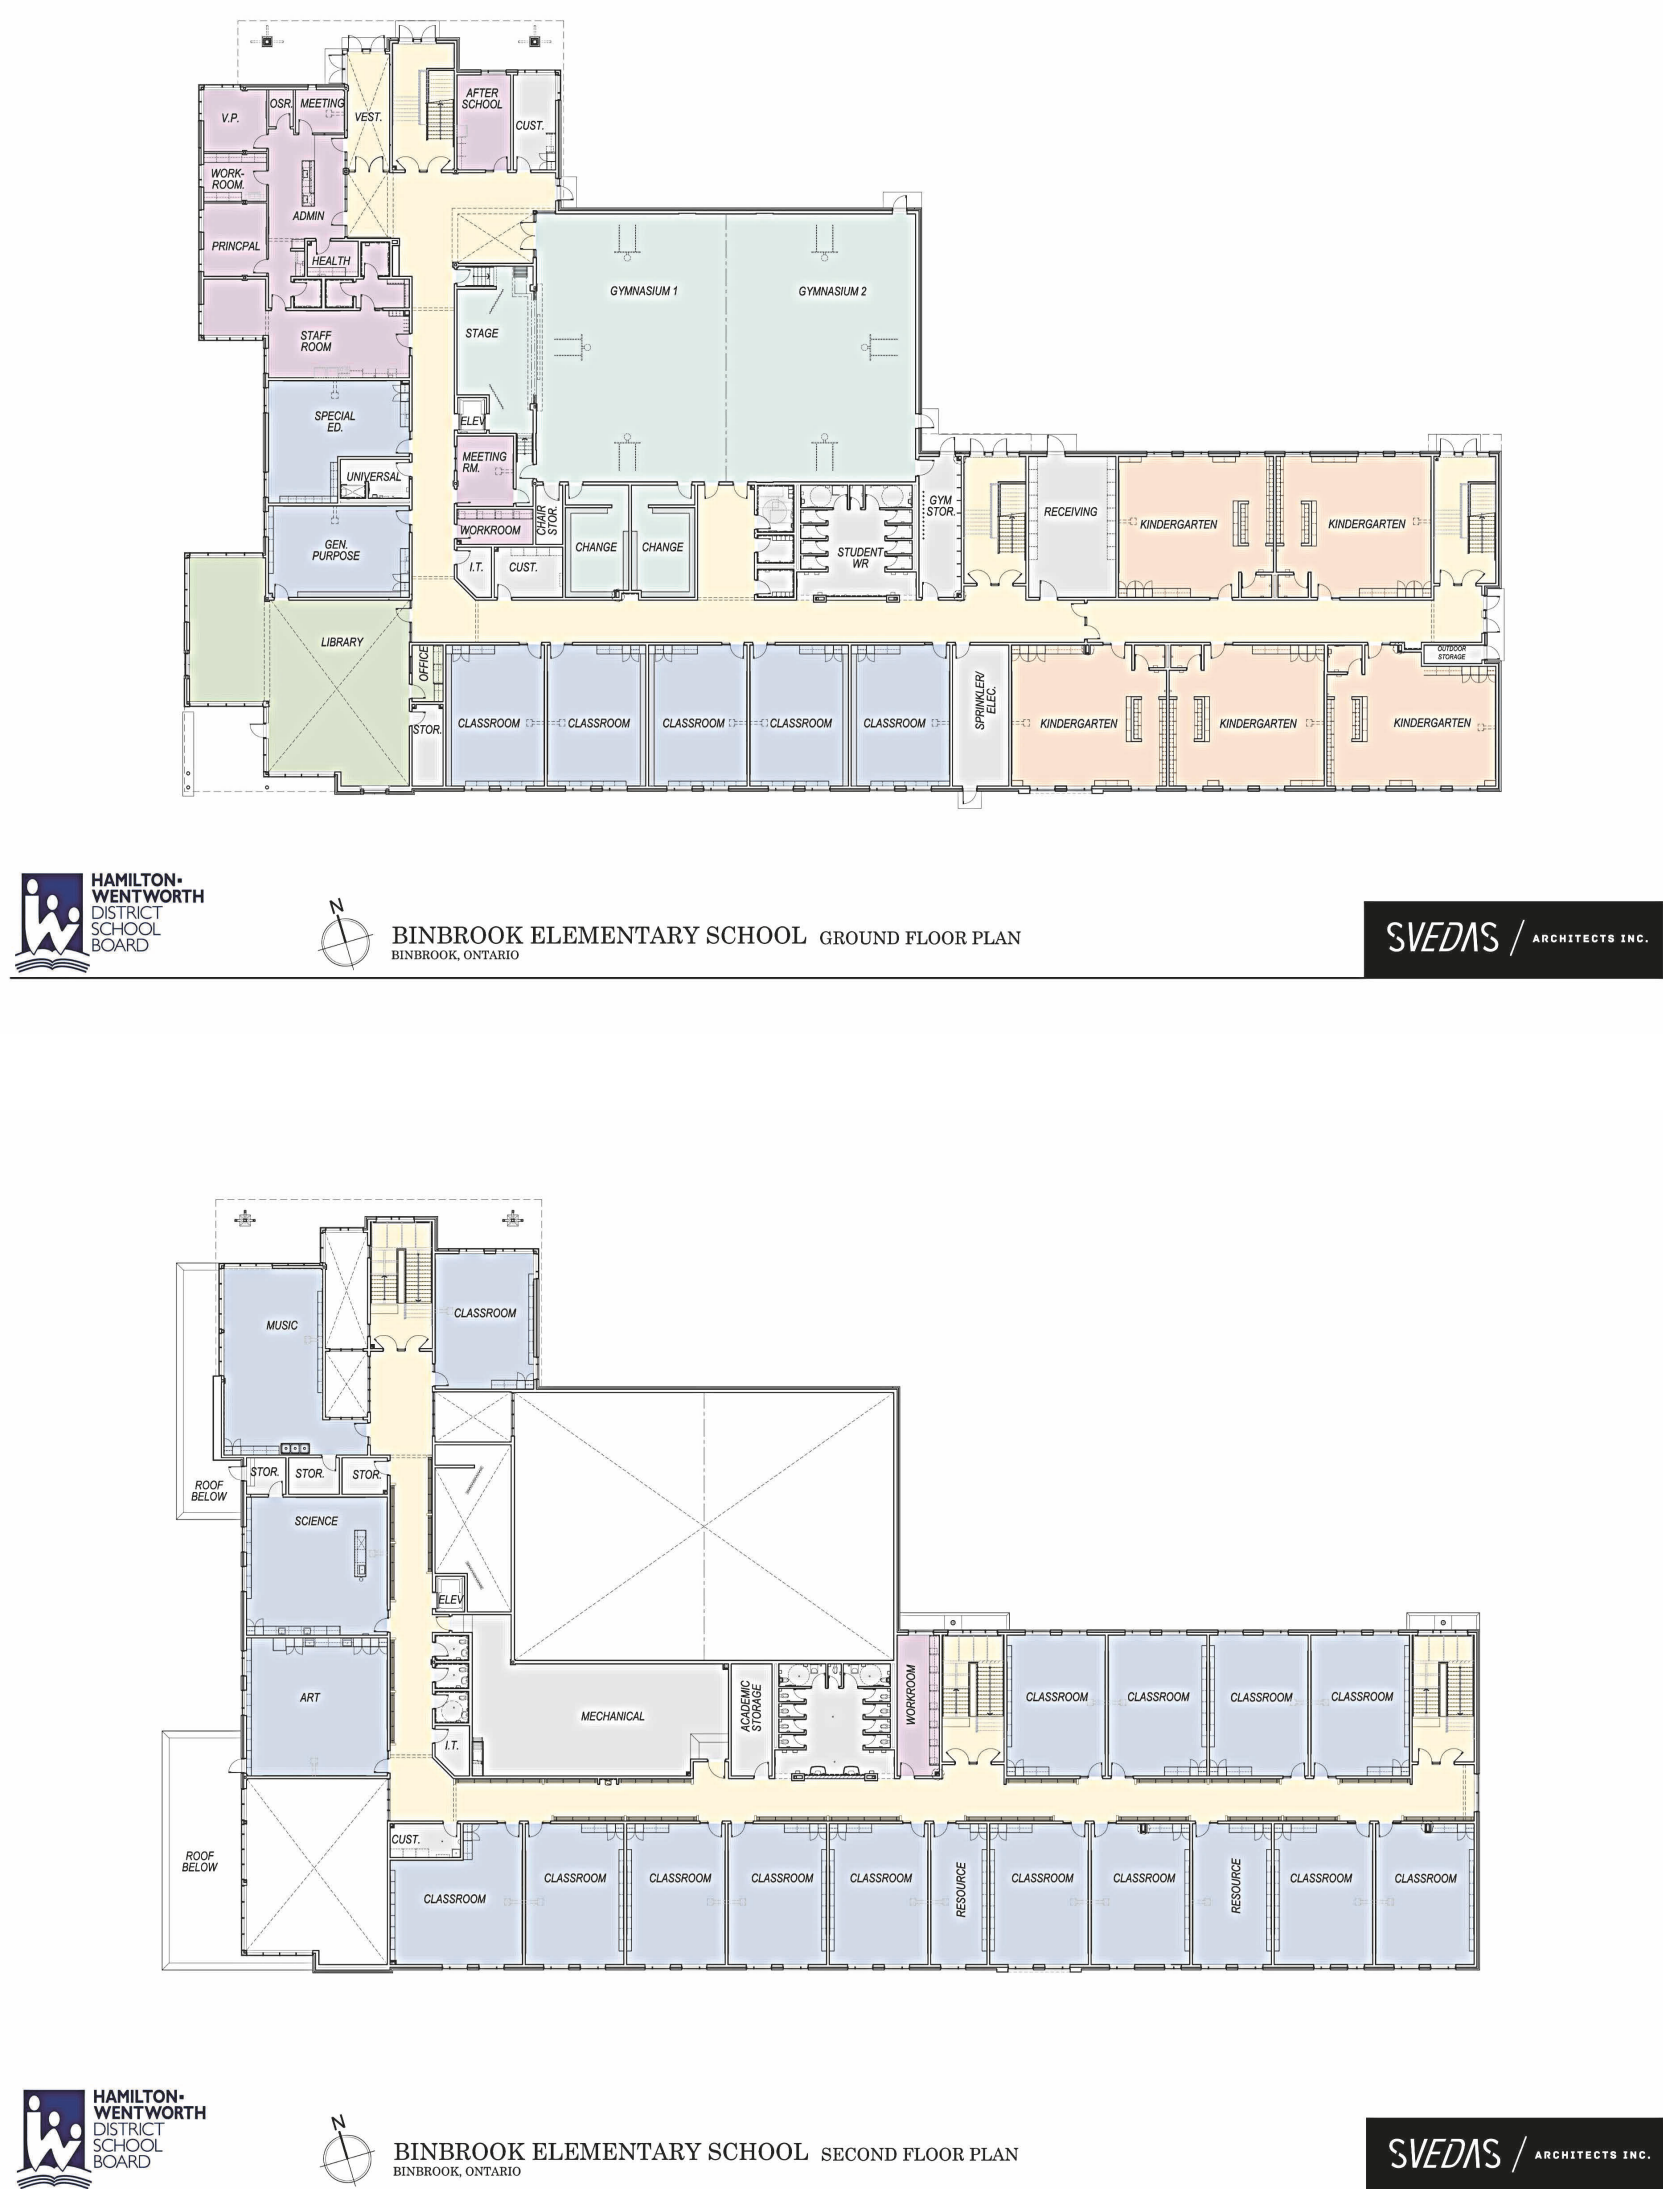 AFTER
SCHOOL
CUST.
VEST.
OSR.
MEETING
V.P.
WORK-
ROOM.
ADMIN
PRINCPAL
HEALTH
STAFF
ROOM
STAGE
GYMNASIUM 1
GYMNASIUM 2
SPECIAL
ED.
ELEV
UNIVERSAL
MEETING
RM.
WORKROOM
CHAIR
STOR.
GEN.
PURPOSE
I.T.
CUST.
CHANGE
CHANGE
STUDENT
WR
GYM
STOR.
RECEIVING
KINDERGARTEN
KINDERGARTEN
LIBRARY
OFFICE
STOR.
CLASSROOM
CLASSROOM
CLASSROOM
CLASSROOM
CLASSROOM
SPRINKLER/
ELEC.
KINDERGARTEN
KINDERGARTEN
KINDERGARTEN
OUTDOOR
STORAGE
HAMILTON-
WENTWORTH
DISTRICT
SCHOOL
BOARD
N
BINBROOK ELEMENTARY SCHOOL GROUND FLOOR PLAN
BINBROOK, ONTARIO
SVEDAS / ARCHITECTS INC.
MUSIC
CLASSROOM
STOR.
STOR.
STOR.
ROOF
BELOW
SCIENCE
ELEV
ART
I.T.
MECHANICAL
ACADEMIC
STORAGE
WORKROOM
CLASSROOM
CLASSROOM
CLASSROOM
CLASSROOM
ROOF
BELOW
CUST.
CLASSROOM
CLASSROOM
CLASSROOM
CLASSROOM
CLASSROOM
RESOURCE
CLASSROOM
CLASSROOM
RESOURCE
CLASSROOM
CLASSROOM
HAMILTON-
WENTWORTH
DISTRICT
SCHOOL
BOARD
N
BINBROOK ELEMENTARY SCHOOL SECOND FLOOR PLAN
BINBROOK, ONTARIO
SVEDAS / ARCHITECTS INC.